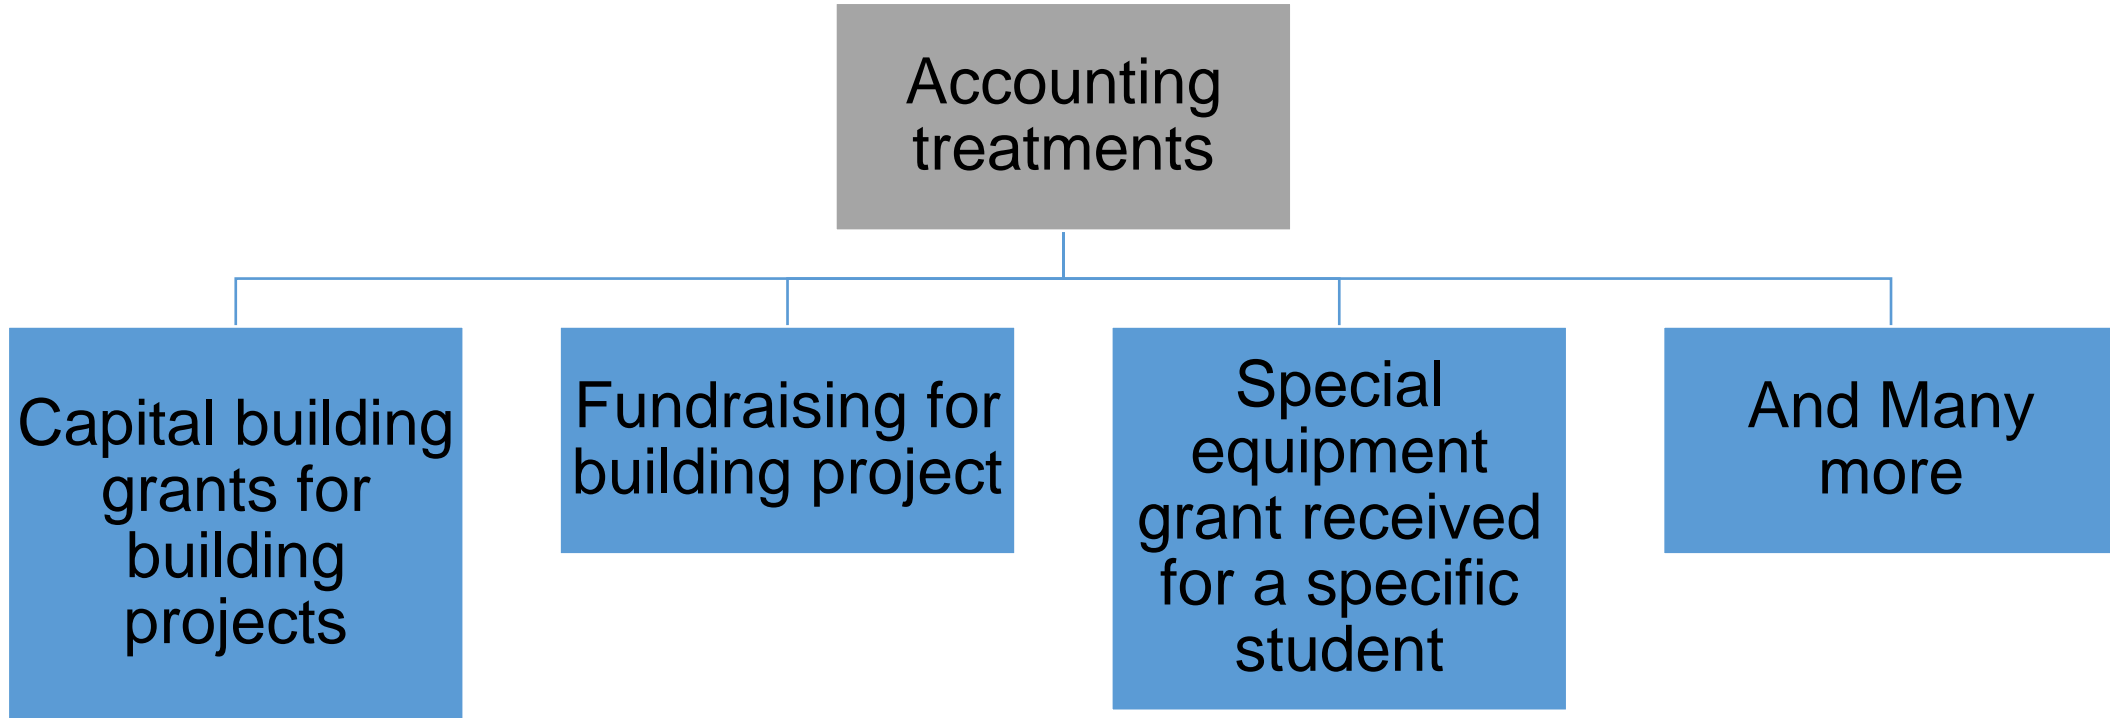 Accounting
treatments
Capital building
grants for
building
projects
Fundraising for
building project
Special
equipment
grant received
for a specific
student
And Many
more